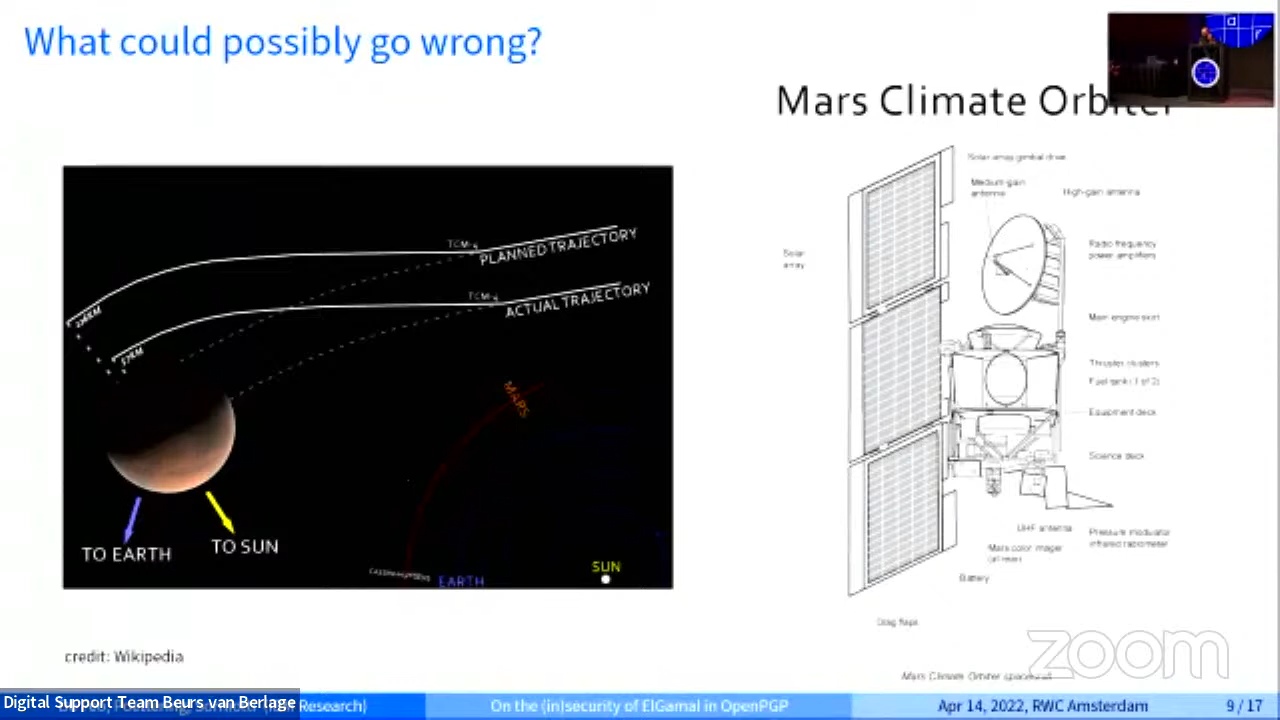 What could possibly go wrong?
Mars Climate Orbiter
TCM-4
PLANNED TRAJECTORY
TCM-4
ACTUAL TRAJECTORY
226KM
57KM
MARS
TO EARTH
TO SUN
EARTH
SUN
Solar array gimbal drive
Medium-gain
antenna
High-gain antenna
Solar
array
Radio frequency
power amplifiers
Main engine skirt
Thruster clusters
Fuel tank (1 of 2)
Equipment deck
Science deck
UHF antenna
Pressure modulator
infrared radiometer
Mars color imager
Battery
Drag flaps
Mars Climate Orbiter
zoom
credit: Wikipedia
Digital Support Team Beurs van Berlage
Research)
On the (in)security of ElGamal in OpenPGP
Apr 14, 2022, RWC Amsterdam
9 / 17